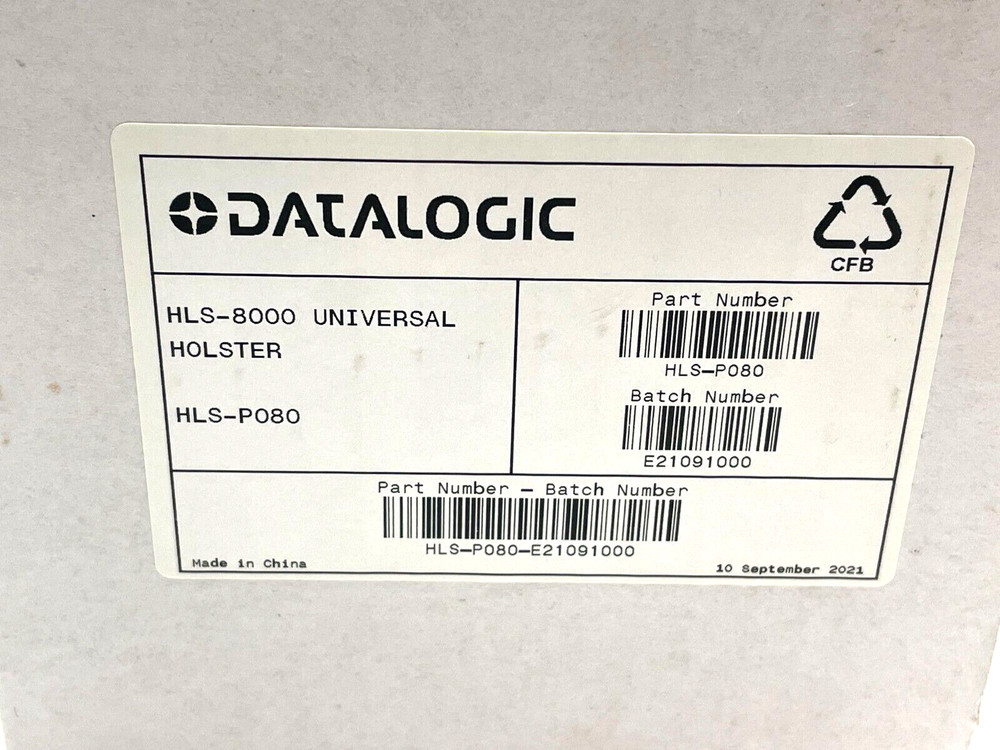 DATALOGIC
CFB
HLS-8000 UNIVERSAL
HOLSTER
HLS-P080
Part Number
HLS-P080
Batch Number
E21091000
Part Number - Batch Number
HLS-P080-E21091000
Made in China
10 September 2021